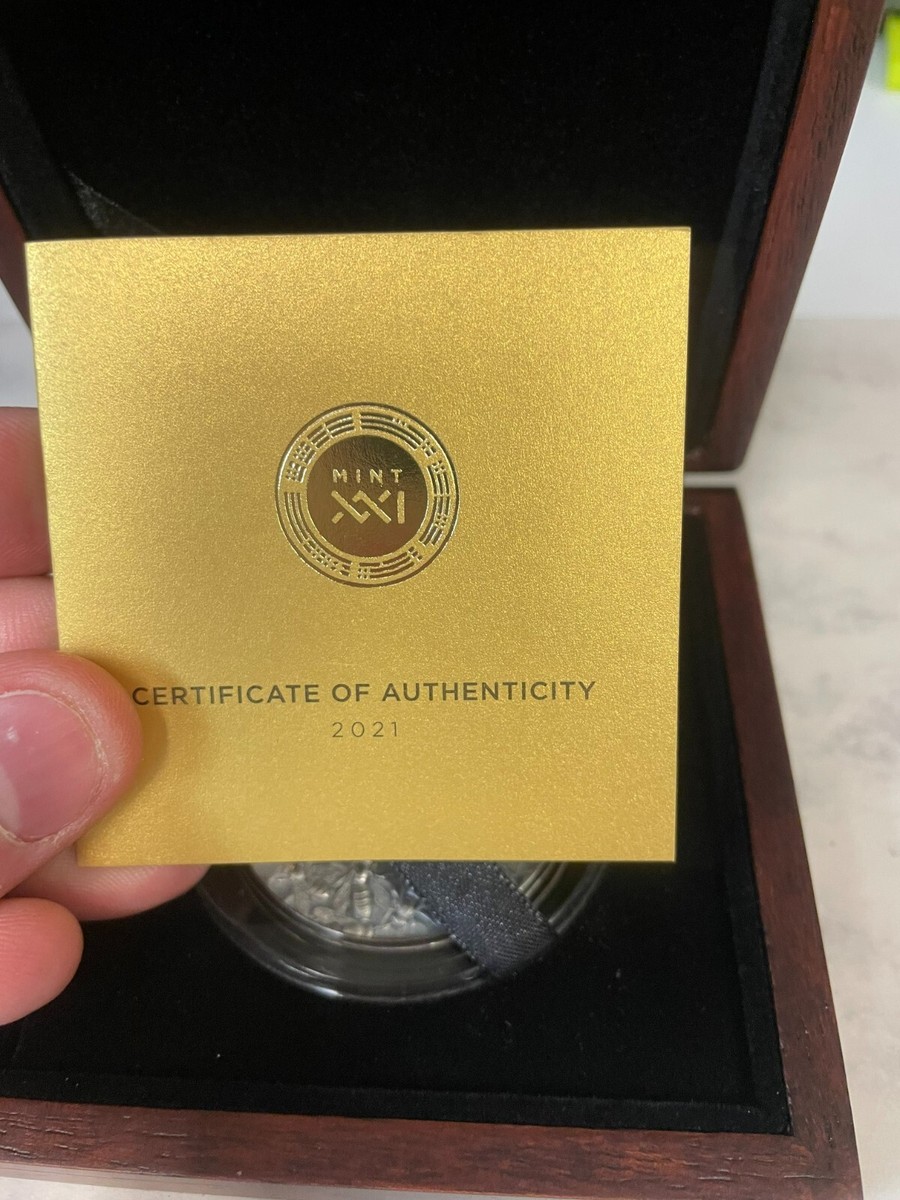 MINT
XXI
CERTIFICATE OF AUTHENTICITY
2021